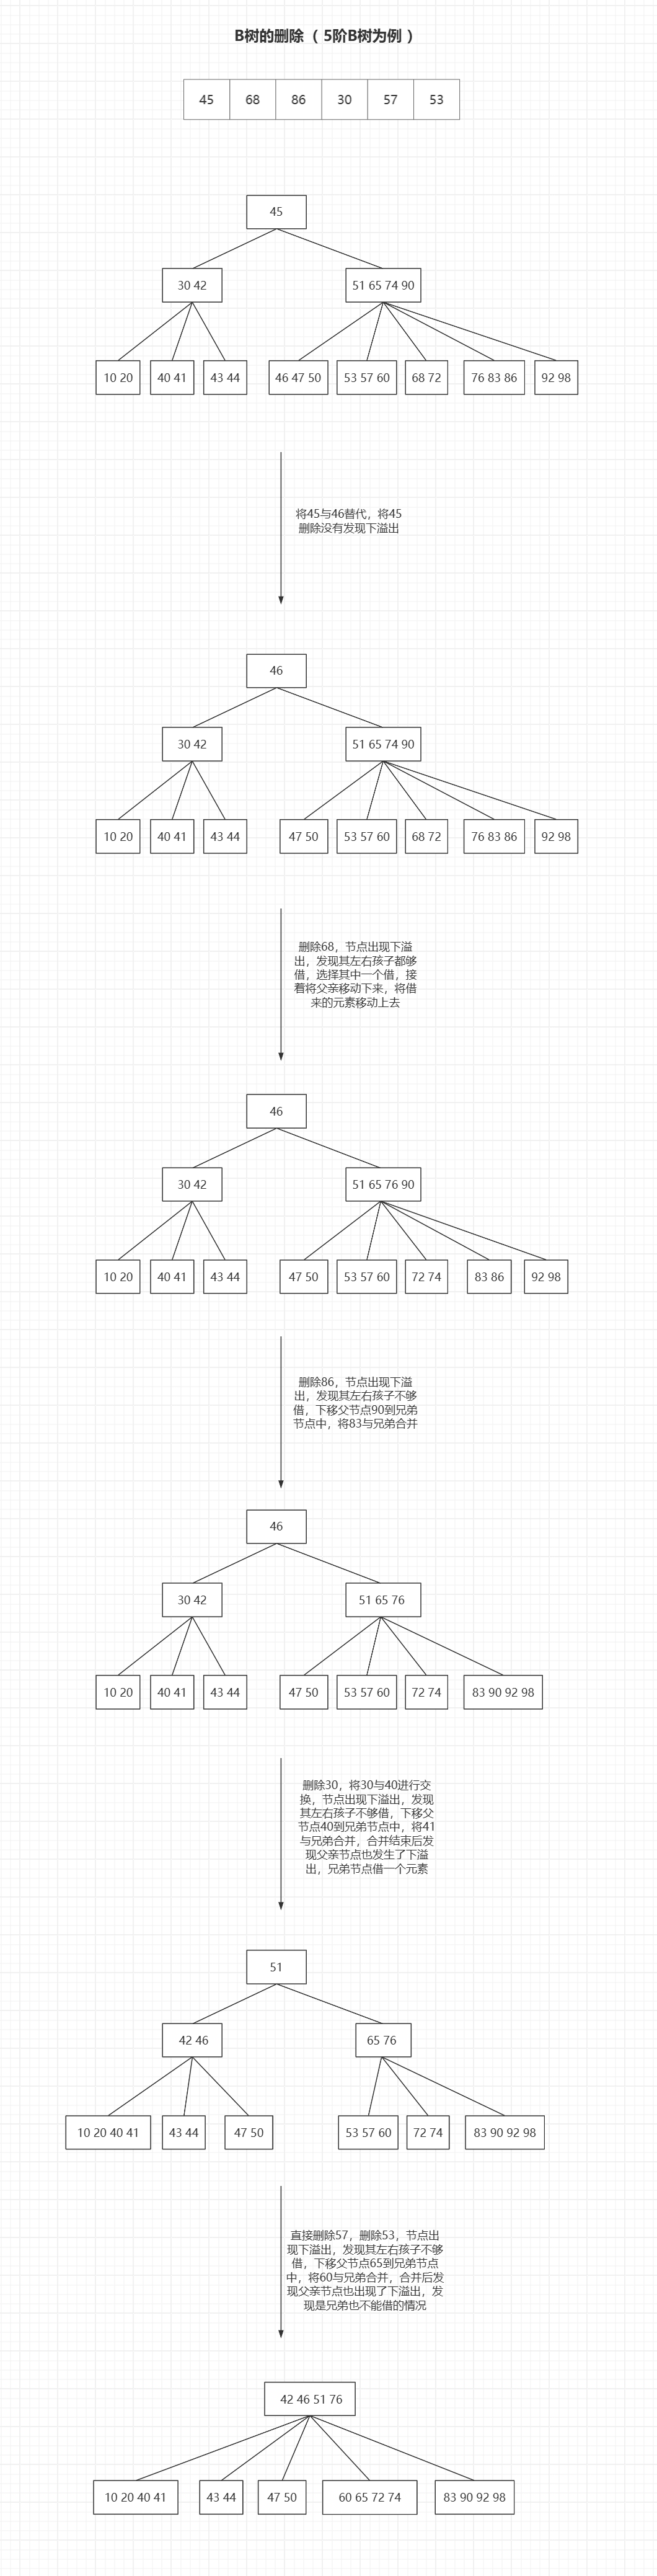 B树的删除（5阶B树为例）
45 68 86 30 57 53
45
30 42 51 65 74 90
10 20 40 41 43 44 46 47 50 53 57 60 68 72 76 83 86 92 98
将45与46替代，将45
删除没有发现下溢出
46
30 42 51 65 74 90
10 20 40 41 43 44 47 50 53 57 60 68 72 76 83 86 92 98
删除68，节点出现下溢
出，发现其左右孩子都够
借，选择其中一个借，接
着将父亲移动下来，将借
来的元素移动上去
46
30 42 51 65 76 90
10 20 40 41 43 44 47 50 53 57 60 72 74 83 86 92 98
删除86，节点出现下溢
出，发现其左右孩子不够
借，下移父节点90到兄弟
节点中，将83与兄弟合并
46
30 42 51 65 76
10 20 40 41 43 44 47 50 53 57 60 72 74 83 90 92 98
删除30，将30与40进行交
换，节点出现下溢出，发现
其左右孩子不够借，下移父
节点40到兄弟节点中，将41
与兄弟合并，合并结束后发
现父亲节点也发生了下溢
出，兄弟节点借一个元素
51
42 46 65 76
10 20 40 41 43 44 47 50 53 57 60 72 74 83 90 92 98
直接删除57，删除53，节点出
现下溢出，发现其左右孩子不够
借，下移父节点65到兄弟节点
中，将60与兄弟合并，合并后发
现父亲节点也出现了下溢出，发
现是兄弟也不能借的情况
42 46 51 76
10 20 40 41 43 44 47 50 60 65 72 74 83 90 92 98